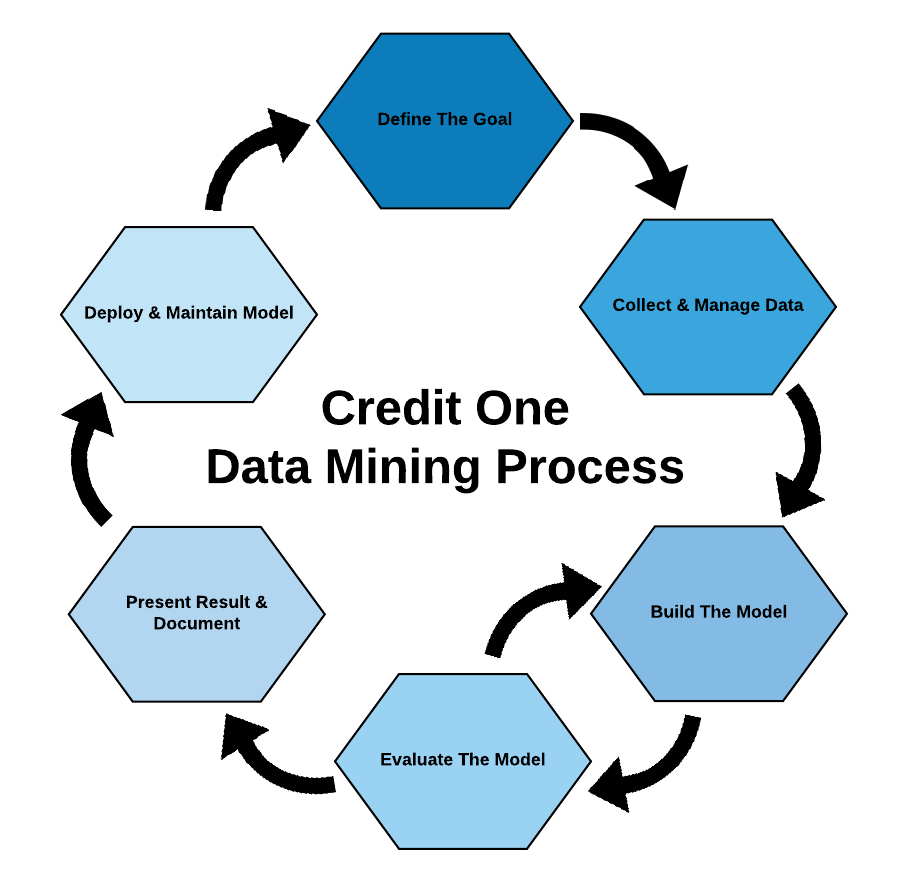 Define The Goal
Collect & Manage Data
Build The Model
Evaluate The Model
Present Result &
Document
Deploy & Maintain Model
Credit One
Data Mining Process